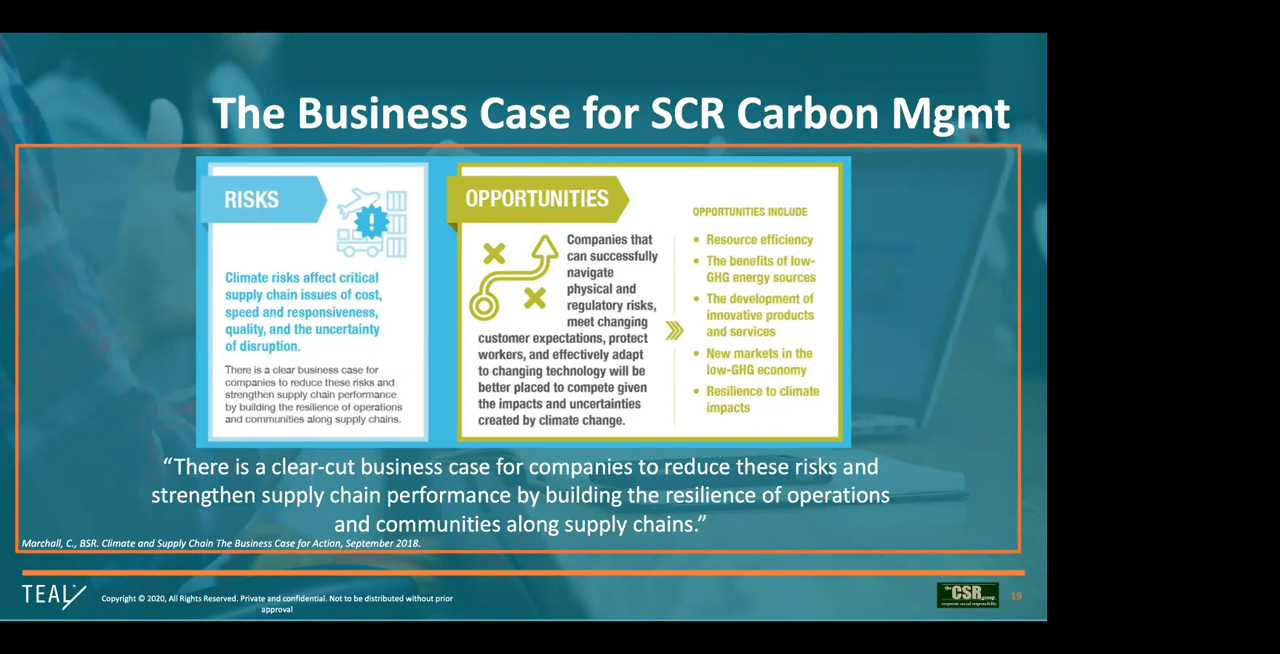 The Business Case for SCR Carbon Mgmt
RISKS
Climate risks affect critical
supply chain issues of cost,
speed and responsiveness,
quality, and the uncertainty
of disruption.
There is a clear business case for
companies to reduce these risks and
strengthen supply chain performance
by building the resilience of operations
and communities along supply chains.
OPPORTUNITIES
Companies that
can successfully
navigate
physical and
regulatory risks,
meet changing
customer expectations, protect
workers, and effectively adapt
to changing technology will be
better placed to compete given
the impacts and uncertainties
created by climate change.
OPPORTUNITIES INCLUDE
• Resource efficiency
• The benefits of low-
GHG energy sources
• The development of
innovative products
and services
• New markets in the
low-GHG economy
• Resilience to climate
impacts
“There is a clear-cut business case for companies to reduce these risks and
strengthen supply chain performance by building the resilience of operations
and communities along supply chains.”
Marchall, C., BSR. Climate and Supply Chain The Business Case for Action, September 2018.
TEAL
Copyright © 2020, All Rights Reserved. Private and confidential. Not to be distributed without prior
approval
the CSR group
corporate social responsibility
19